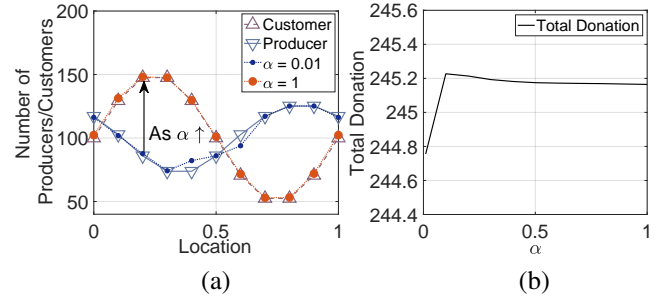 Number of
Producers/Customers
200
150
100
50
0
0.5
1
Location
Customer
Producer
α = 0.01
α = 1
As α ↑
(a)
Total Donation
245.6
245.4
245.2
245
244.8
244.6
244.4
0
0.5
1
α
Total Donation
(b)